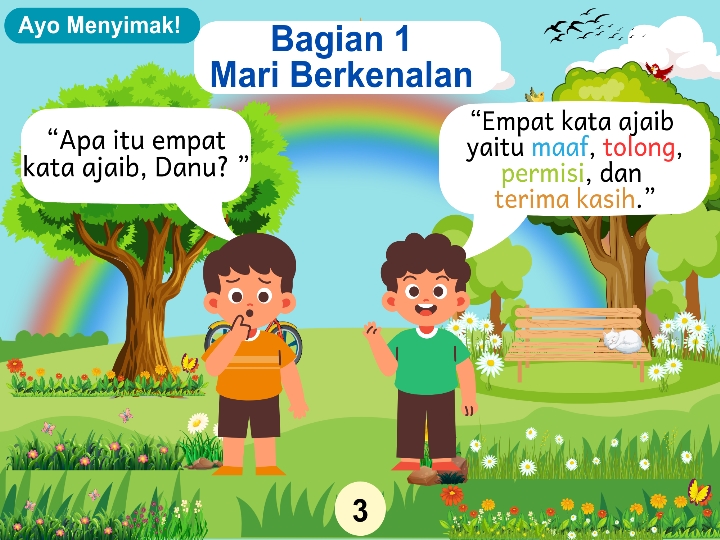 Ayo Menyimak!
Bagian 1
Mari Berkenalan
“Apa itu empat
kata ajaib, Danu? ”
“Empat kata ajaib
yaitu maaf, tolong,
permisi, dan
terima kasih.”
3